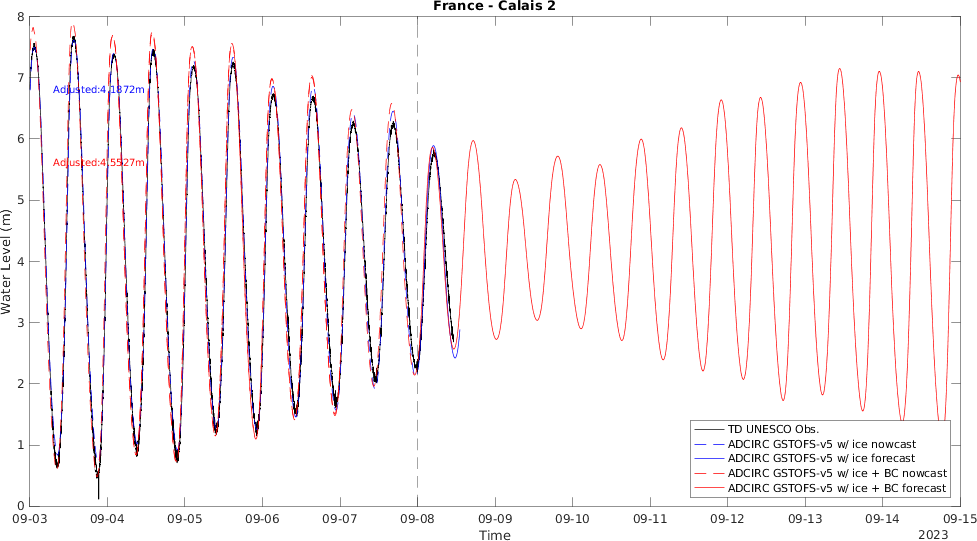 France - Calais 2
8
7
6
5
4
3
2
1
0
Water Level (m)
Adjusted:4.1872m
Adjusted:4.5527m
TD UNESCO Obs.
ADCIRC GSTOFS-v5 w/ ice nowcast
ADCIRC GSTOFS-v5 w/ ice forecast
ADCIRC GSTOFS-v5 w/ ice + BC nowcast
ADCIRC GSTOFS-v5 w/ ice + BC forecast
09-03 09-04 09-05 09-06 09-07 09-08 09-09 09-10 09-11 09-12 09-13 09-14 09-15
Time
2023